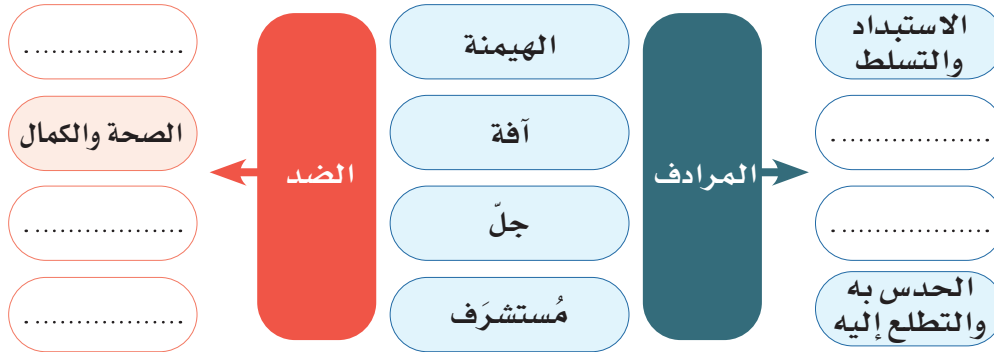 الاستبداد
والتسلط
الهيمنة
..................
..................
آفة
الصحة والكمال
المرادف
الضد
..................
جلّ
..................
الحدس به
والتطلع إليه
مُستشرَف
..................